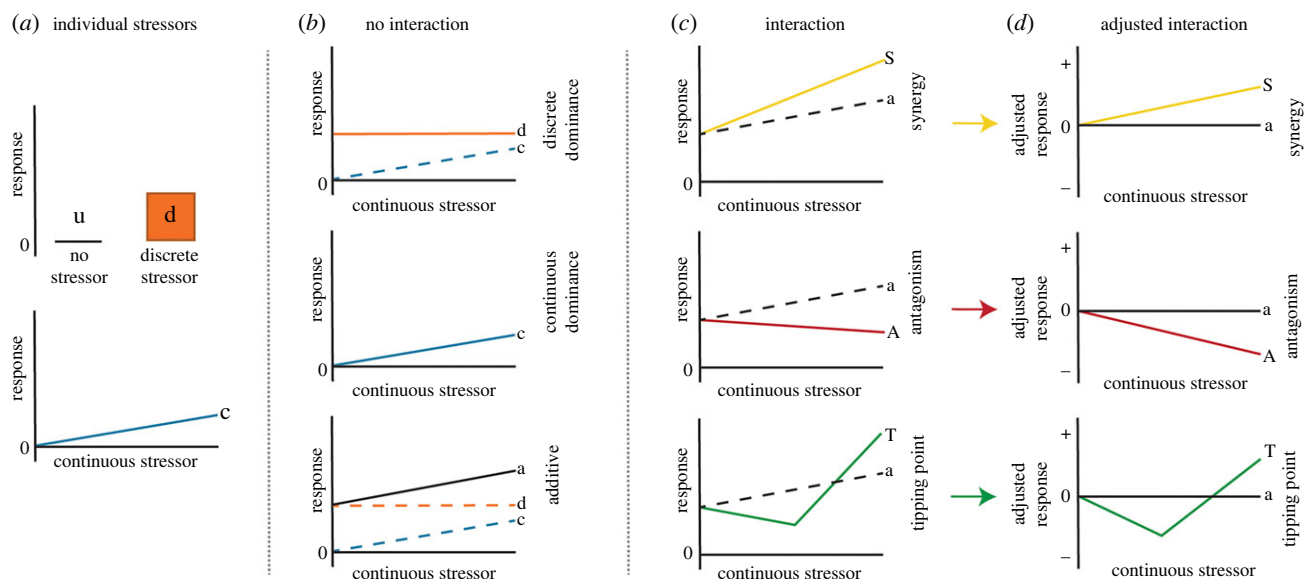 (a) individual stressors
response
0
u
d
no stressor
discrete stressor
response
0
c
continuous stressor
(b) no interaction
response
0
d
c
continuous stressor
discrete dominance
response
0
c
continuous stressor
continuous dominance
response
0
a
d
c
continuous stressor
additive
(c) interaction
response
0
S
a
continuous stressor
synergy
response
0
a
A
continuous stressor
antagonism
response
0
T
a
continuous stressor
tipping point
(d) adjusted interaction
adjusted response
+
0
–
S
a
continuous stressor
synergy
adjusted response
+
0
–
a
A
continuous stressor
antagonism
adjusted response
+
0
–
T
a
continuous stressor
tipping point